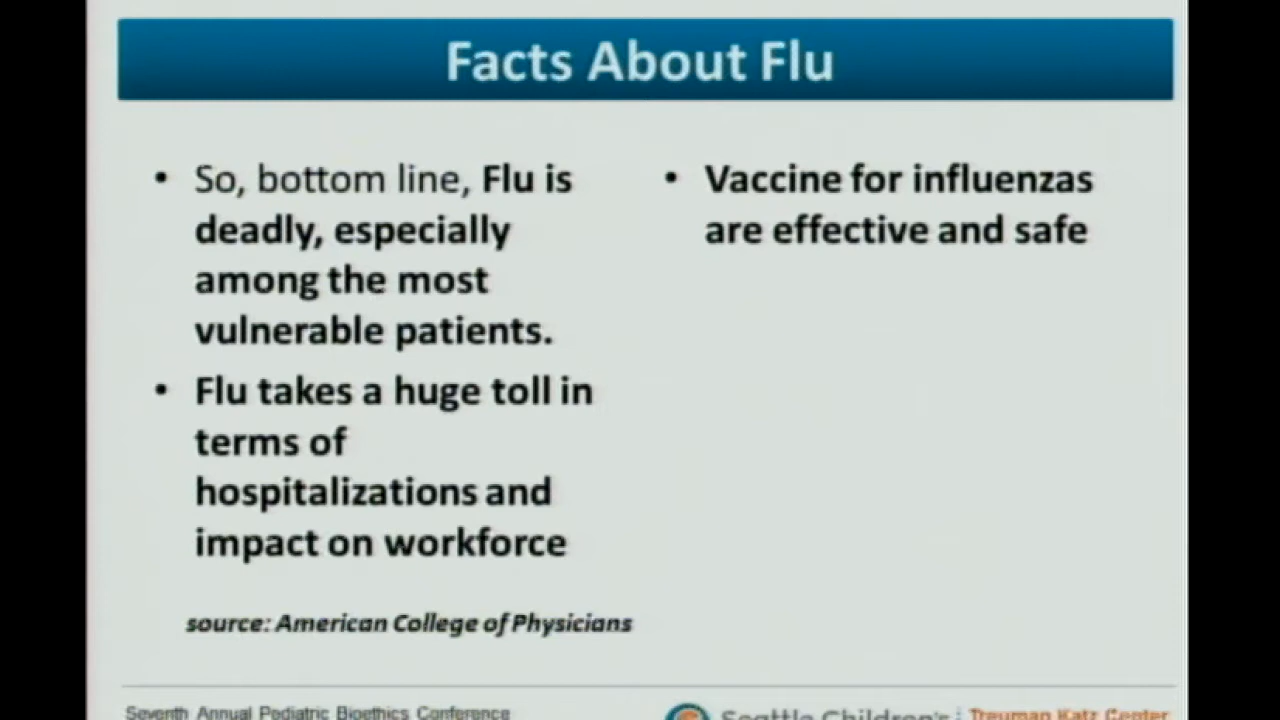 Facts About Flu
• So, bottom line, Flu is
deadly, especially
among the most
vulnerable patients.
• Flu takes a huge toll in
terms of
hospitalizations and
impact on workforce
source: American College of Physicians
• Vaccine for influenzas
are effective and safe
Seventh Annual Pediatric Bioethics Conference
Seattle Children's
Treuman Katz Center